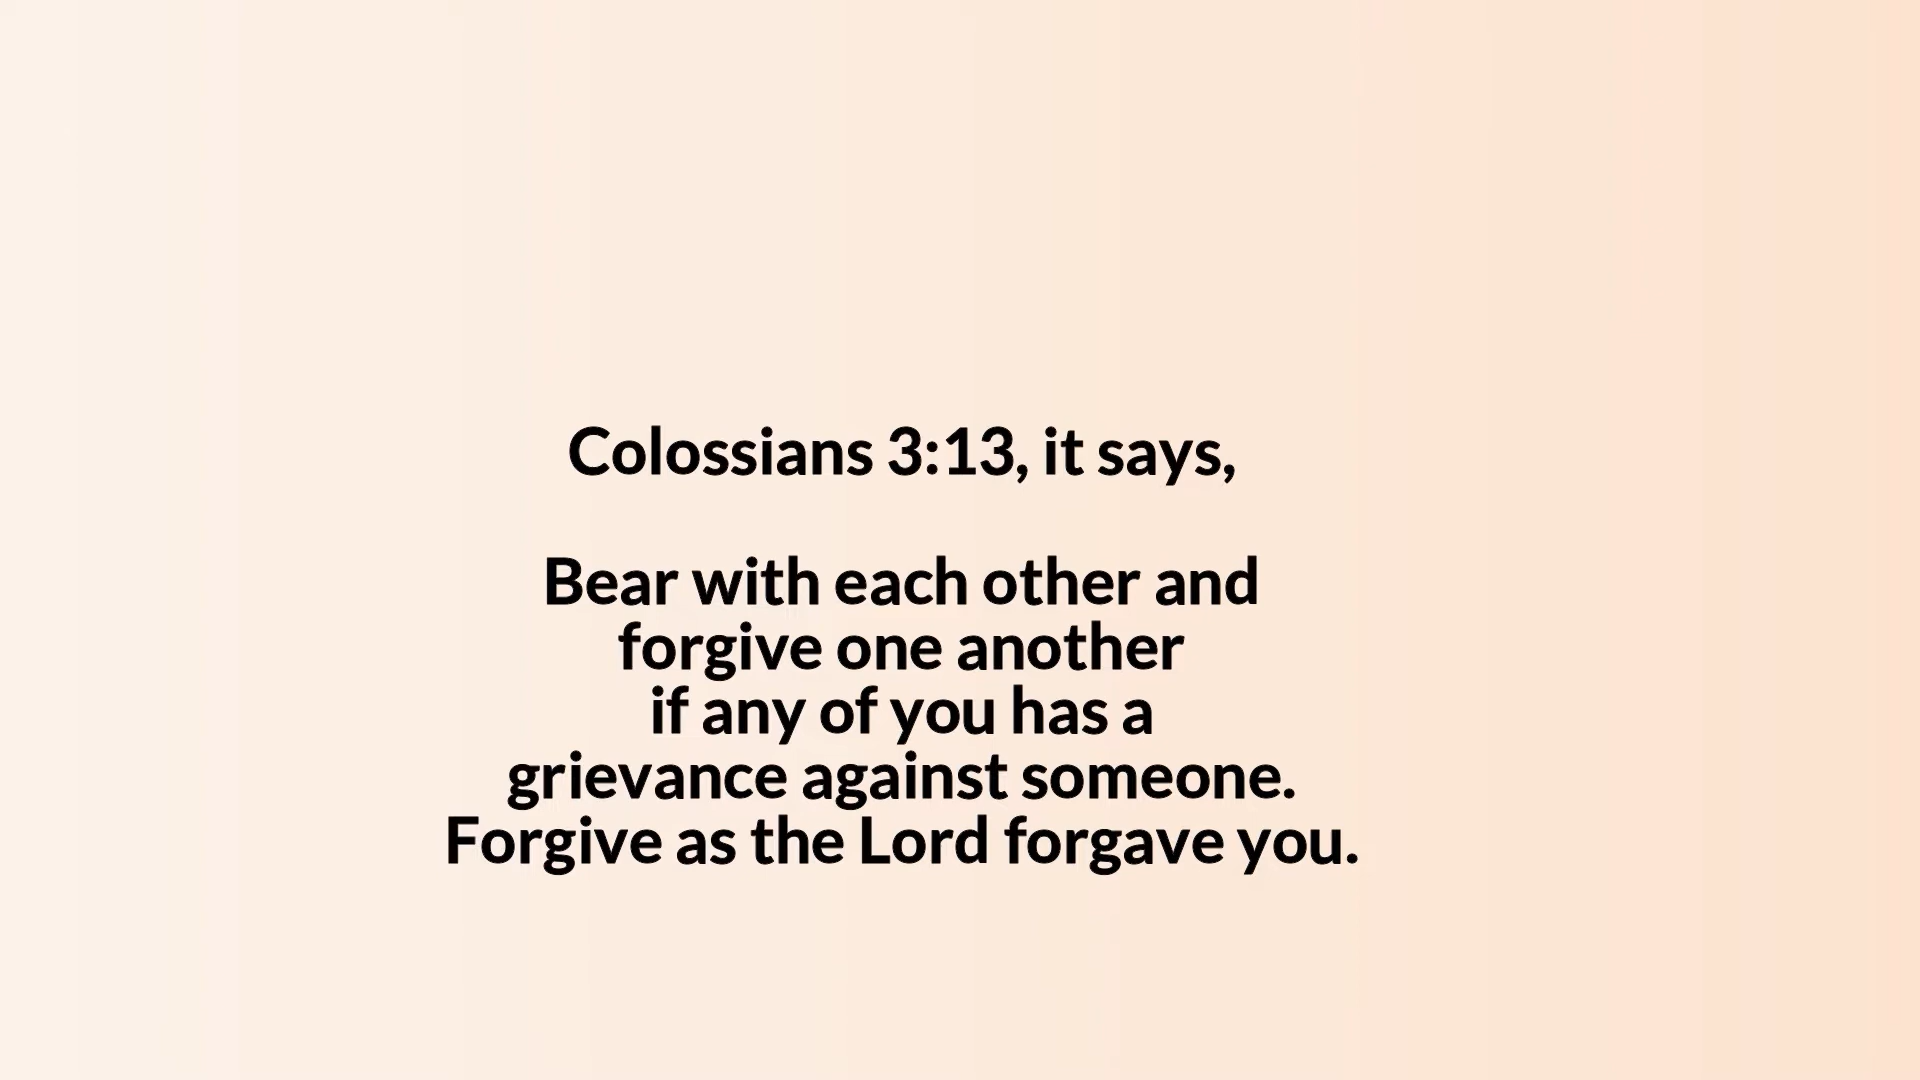 Colossians 3:13, it says,
Bear with each other and
forgive one another
if any of you has a
grievance against someone.
Forgive as the Lord forgave you.